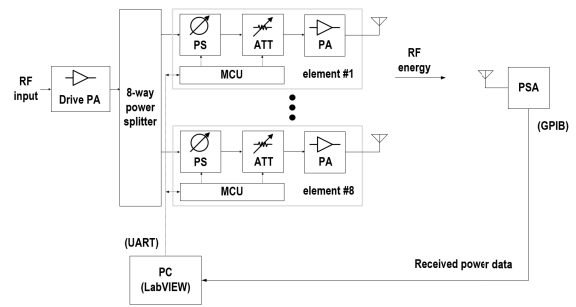 RF
input
Drive PA
8-way
power
splitter
PS
ATT
PA
MCU
element #1
PS
ATT
PA
MCU
element #8
RF
energy
PSA
(GPIB)
(UART)
PC
(LabVIEW)
Received power data